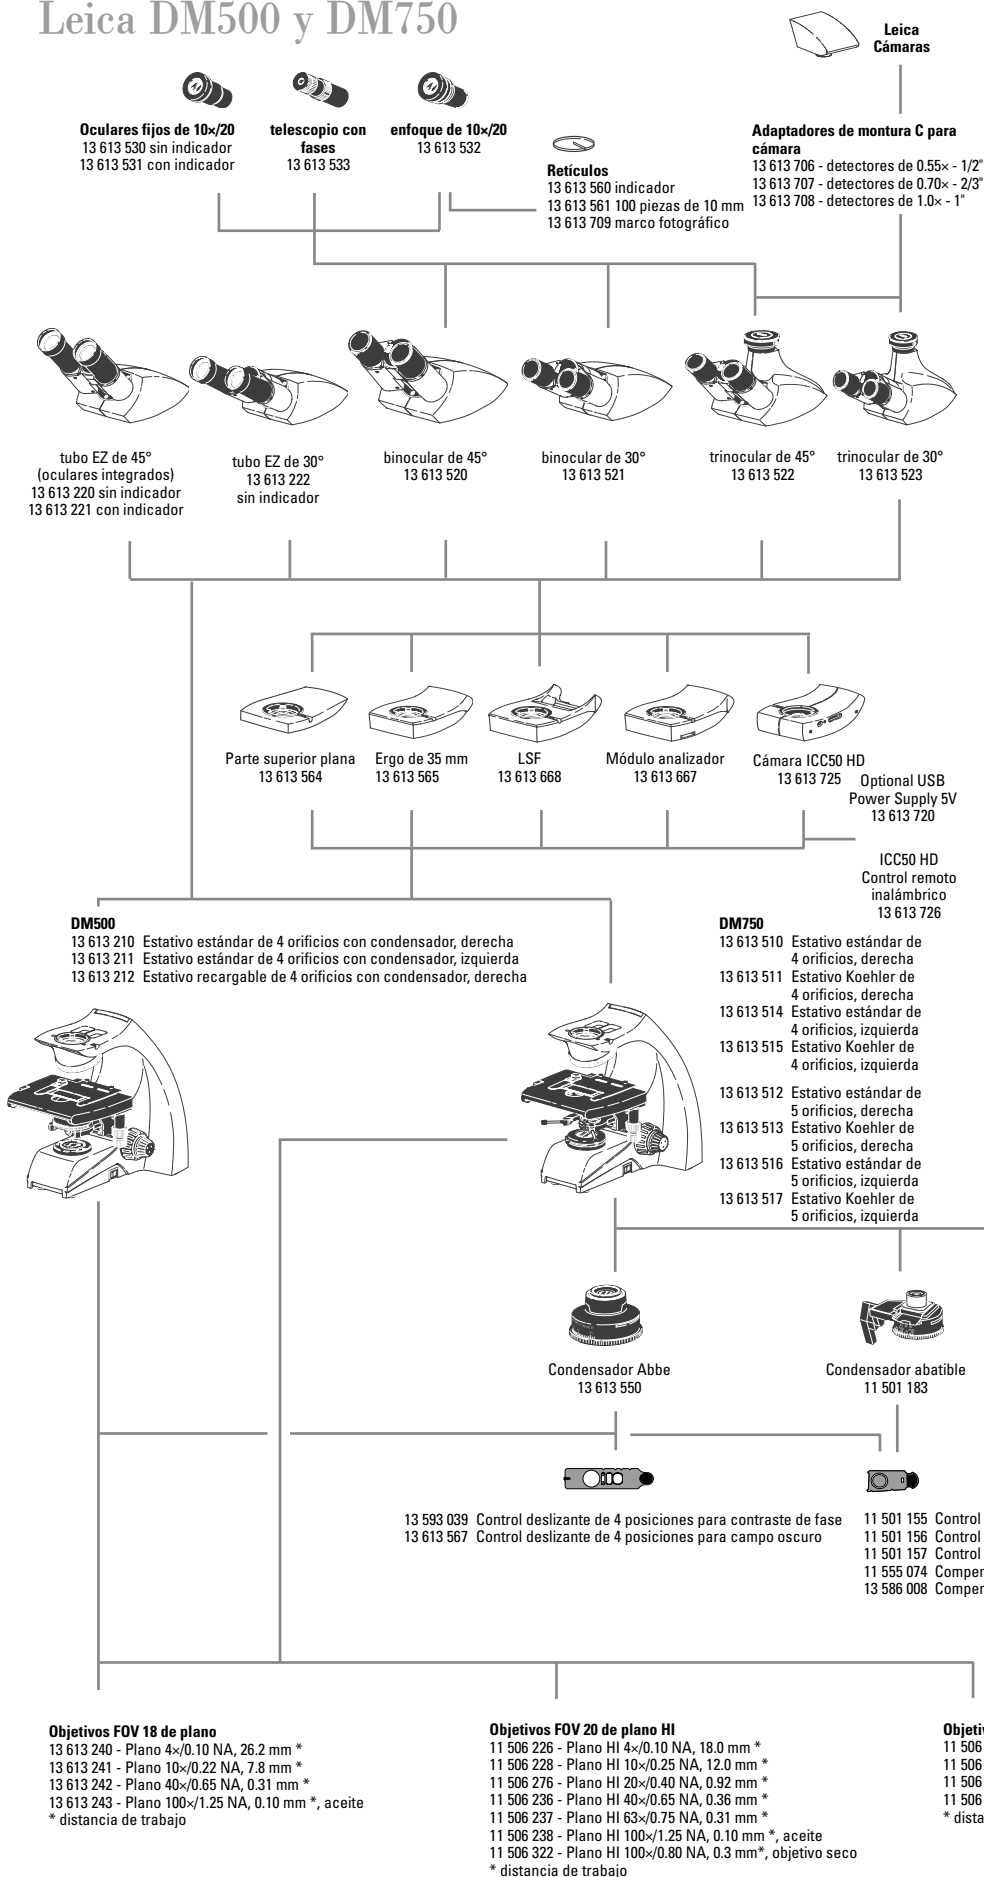 Leica DM500 y DM750
Leica
Cámaras
Oculares fijos de 10×/20
13 613 530 sin indicador
13 613 531 con indicador
telescopio con
fases
13 613 533
enfoque de 10×/20
13 613 532
Retículos
13 613 560 indicador
13 613 561 100 piezas de 10 mm
13 613 709 marco fotográfico
Adaptadores de montura C para
cámara
13 613 706 - detectores de 0.55× - 1/2"
13 613 707 - detectores de 0.70× - 2/3"
13 613 708 - detectores de 1.0× - 1"
tubo EZ de 45°
(oculares integrados)
13 613 220 sin indicador
13 613 221 con indicador
tubo EZ de 30°
13 613 222
sin indicador
binocular de 45°
13 613 520
binocular de 30°
13 613 521
trinocular de 45°
13 613 522
trinocular de 30°
13 613 523
Parte superior plana
13 613 564
Ergo de 35 mm
13 613 565
LSF
13 613 668
Módulo analizador
13 613 667
Cámara ICC50 HD
13 613 725
Optional USB
Power Supply 5V
13 613 720
ICC50 HD
Control remoto
inalámbrico
13 613 726
DM500
13 613 210 Estativo estándar de 4 orificios con condensador, derecha
13 613 211 Estativo estándar de 4 orificios con condensador, izquierda
13 613 212 Estativo recargable de 4 orificios con condensador, derecha
DM750
13 613 510 Estativo estándar de
4 orificios, derecha
13 613 511 Estativo Koehler de
4 orificios, derecha
13 613 514 Estativo estándar de
4 orificios, izquierda
13 613 515 Estativo Koehler de
4 orificios, izquierda
13 613 512 Estativo estándar de
5 orificios, derecha
13 613 513 Estativo Koehler de
5 orificios, derecha
13 613 516 Estativo estándar de
5 orificios, izquierda
13 613 517 Estativo Koehler de
5 orificios, izquierda
Condensador Abbe
13 613 550
Condensador abatible
11 501 183
13 593 039 Control deslizante de 4 posiciones para contraste de fase
13 613 567 Control deslizante de 4 posiciones para campo oscuro
11 501 155 Control
11 501 156 Control
11 501 157 Control
11 555 074 Compen
13 586 008 Compen
Objetivos FOV 18 de plano
13 613 240 - Plano 4×/0.10 NA, 26.2 mm *
13 613 241 - Plano 10×/0.22 NA, 7.8 mm *
13 613 242 - Plano 40×/0.65 NA, 0.31 mm *
13 613 243 - Plano 100×/1.25 NA, 0.10 mm *, aceite
* distancia de trabajo
Objetivos FOV 20 de plano HI
11 506 226 - Plano HI 4×/0.10 NA, 18.0 mm *
11 506 228 - Plano HI 10×/0.25 NA, 12.0 mm *
11 506 276 - Plano HI 20×/0.40 NA, 0.92 mm *
11 506 236 - Plano HI 40×/0.65 NA, 0.36 mm *
11 506 237 - Plano HI 63×/0.75 NA, 0.31 mm *
11 506 238 - Plano HI 100×/1.25 NA, 0.10 mm *, aceite
11 506 322 - Plano HI 100×/0.80 NA, 0.3 mm*, objetivo seco
* distancia de trabajo
Objetiv
11 506
11 506
11 506
11 506
* dista